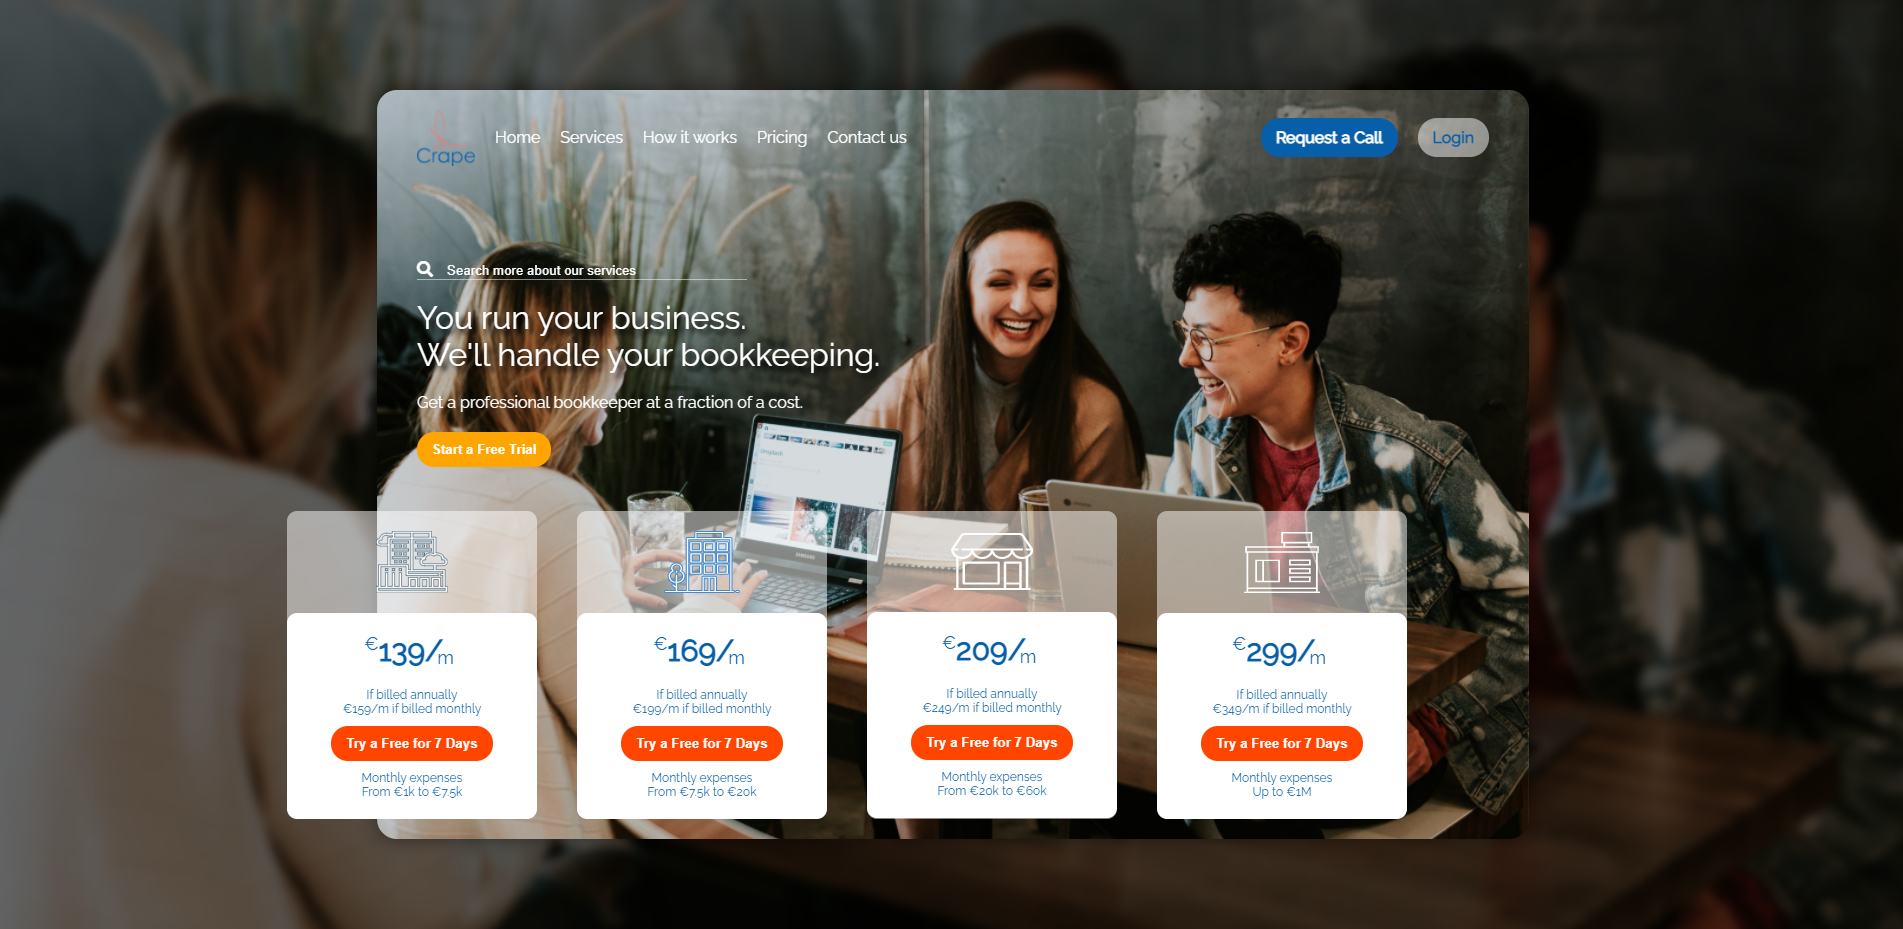 Crape
Home
Services
How it works
Pricing
Contact us
Request a Call
Login
Search more about our services
You run your business.
We'll handle your bookkeeping.
Get a professional bookkeeper at a fraction of a cost.
Start a Free Trial
Unsplash
SAMSUNG
€139/m
If billed annually
€159/m if billed monthly
Try a Free for 7 Days
Monthly expenses
From €1k to €7.5k
€169/m
If billed annually
€199/m if billed monthly
Try a Free for 7 Days
Monthly expenses
From €7.5k to €20k
€209/m
If billed annually
€249/m if billed monthly
Try a Free for 7 Days
Monthly expenses
From €20k to €60k
€299/m
If billed annually
€349/m if billed monthly
Try a Free for 7 Days
Monthly expenses
Up to €1M